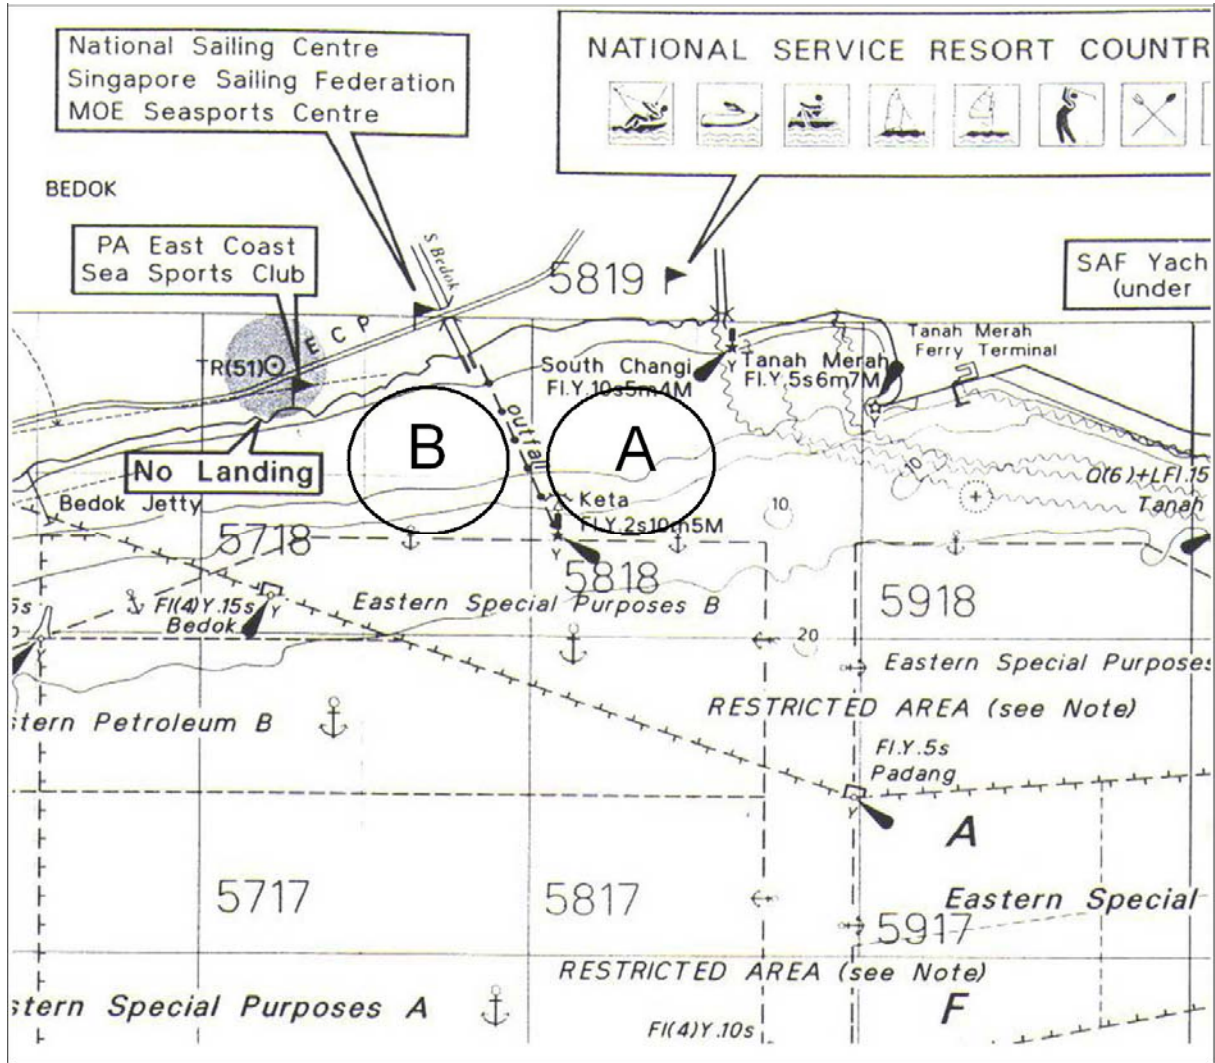 National Sailing Centre
Singapore Sailing Federation
MOE Seasports Centre
NATIONAL SERVICE RESORT COUNTR
BEDOK
PA East Coast
Sea Sports Club
S Bedok
5819
SAF Yach
(under
E C P
TR(51)
South Changi
Fl.Y.10s5m4M
Y
Tanah Merah
Fl.Y.5s6m7M
Y
Tanah Merah
Ferry Terminal
outfall
B
A
No Landing
Bedok Jetty
Keta
Fl.Y.2s10m5M
Y
10
10
Q(6)+LFl.15
Tanah
5718
5818
5918
Fl(4)Y.15s
Bedok
Y
5s
Y
Eastern Special Purposes B
20
Eastern Special Purposes
RESTRICTED AREA (see Note)
stern Petroleum B
Fl.Y.5s
Padang
Y
A
5717
5817
Eastern Special
5917
RESTRICTED AREA (see Note)
stern Special Purposes A
F
Fl(4)Y.10s